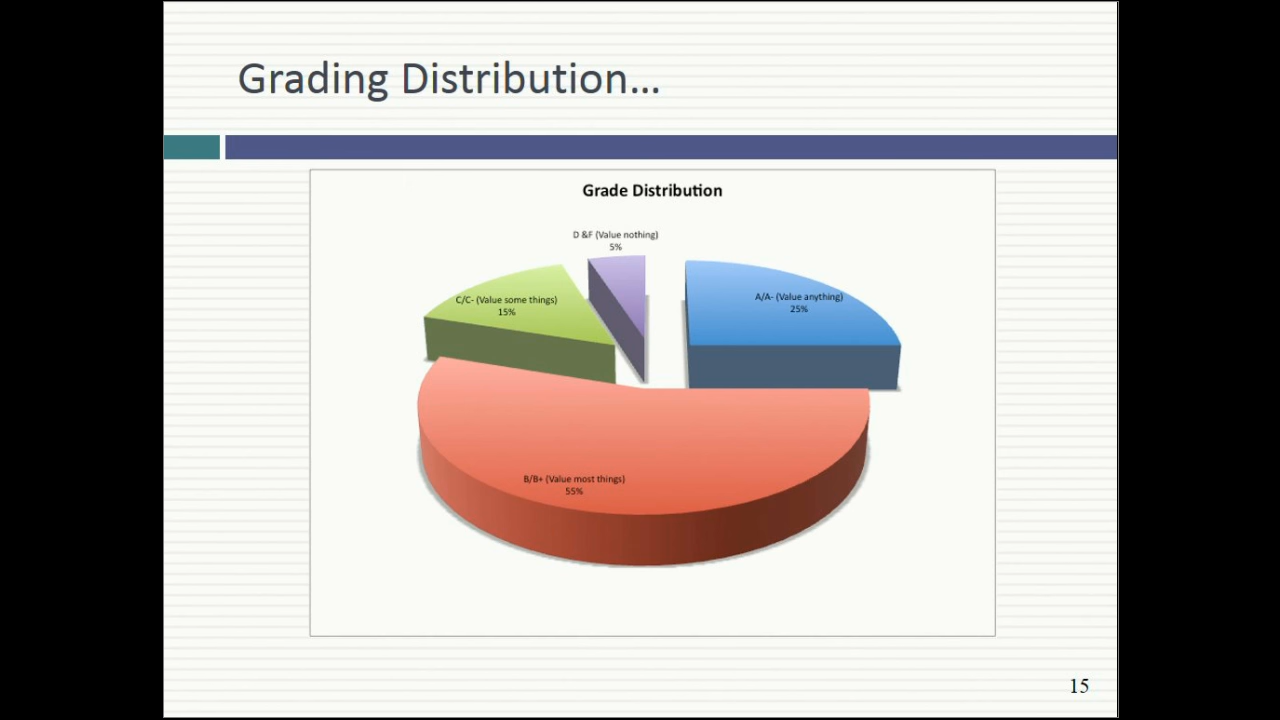 Grading Distribution...
Grade Distribution
D &F (Value nothing)
5%
C/C- (Value some things)
15%
A/A- (Value anything)
25%
B/B+ (Value most things)
55%
15